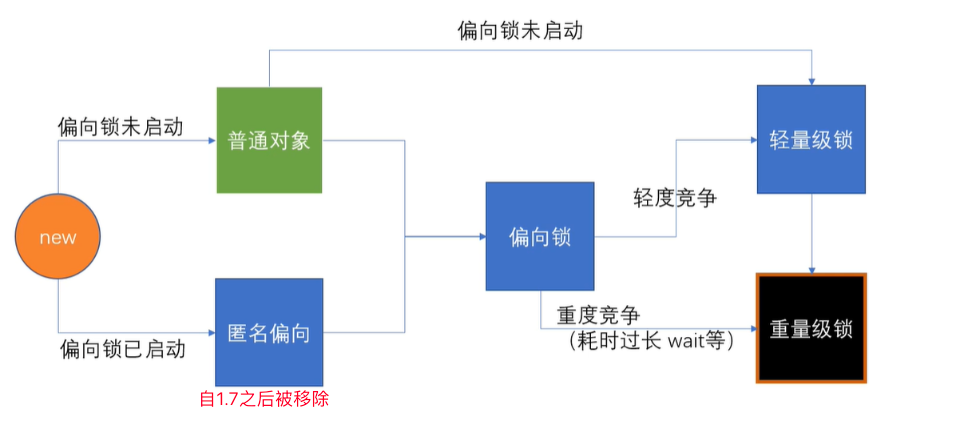 偏向锁未启动
偏向锁未启动
普通对象
轻量级锁
轻度竞争
new
偏向锁
重度竞争
（耗时过长 wait等）
匿名偏向
重量级锁
偏向锁已启动
自1.7之后被移除